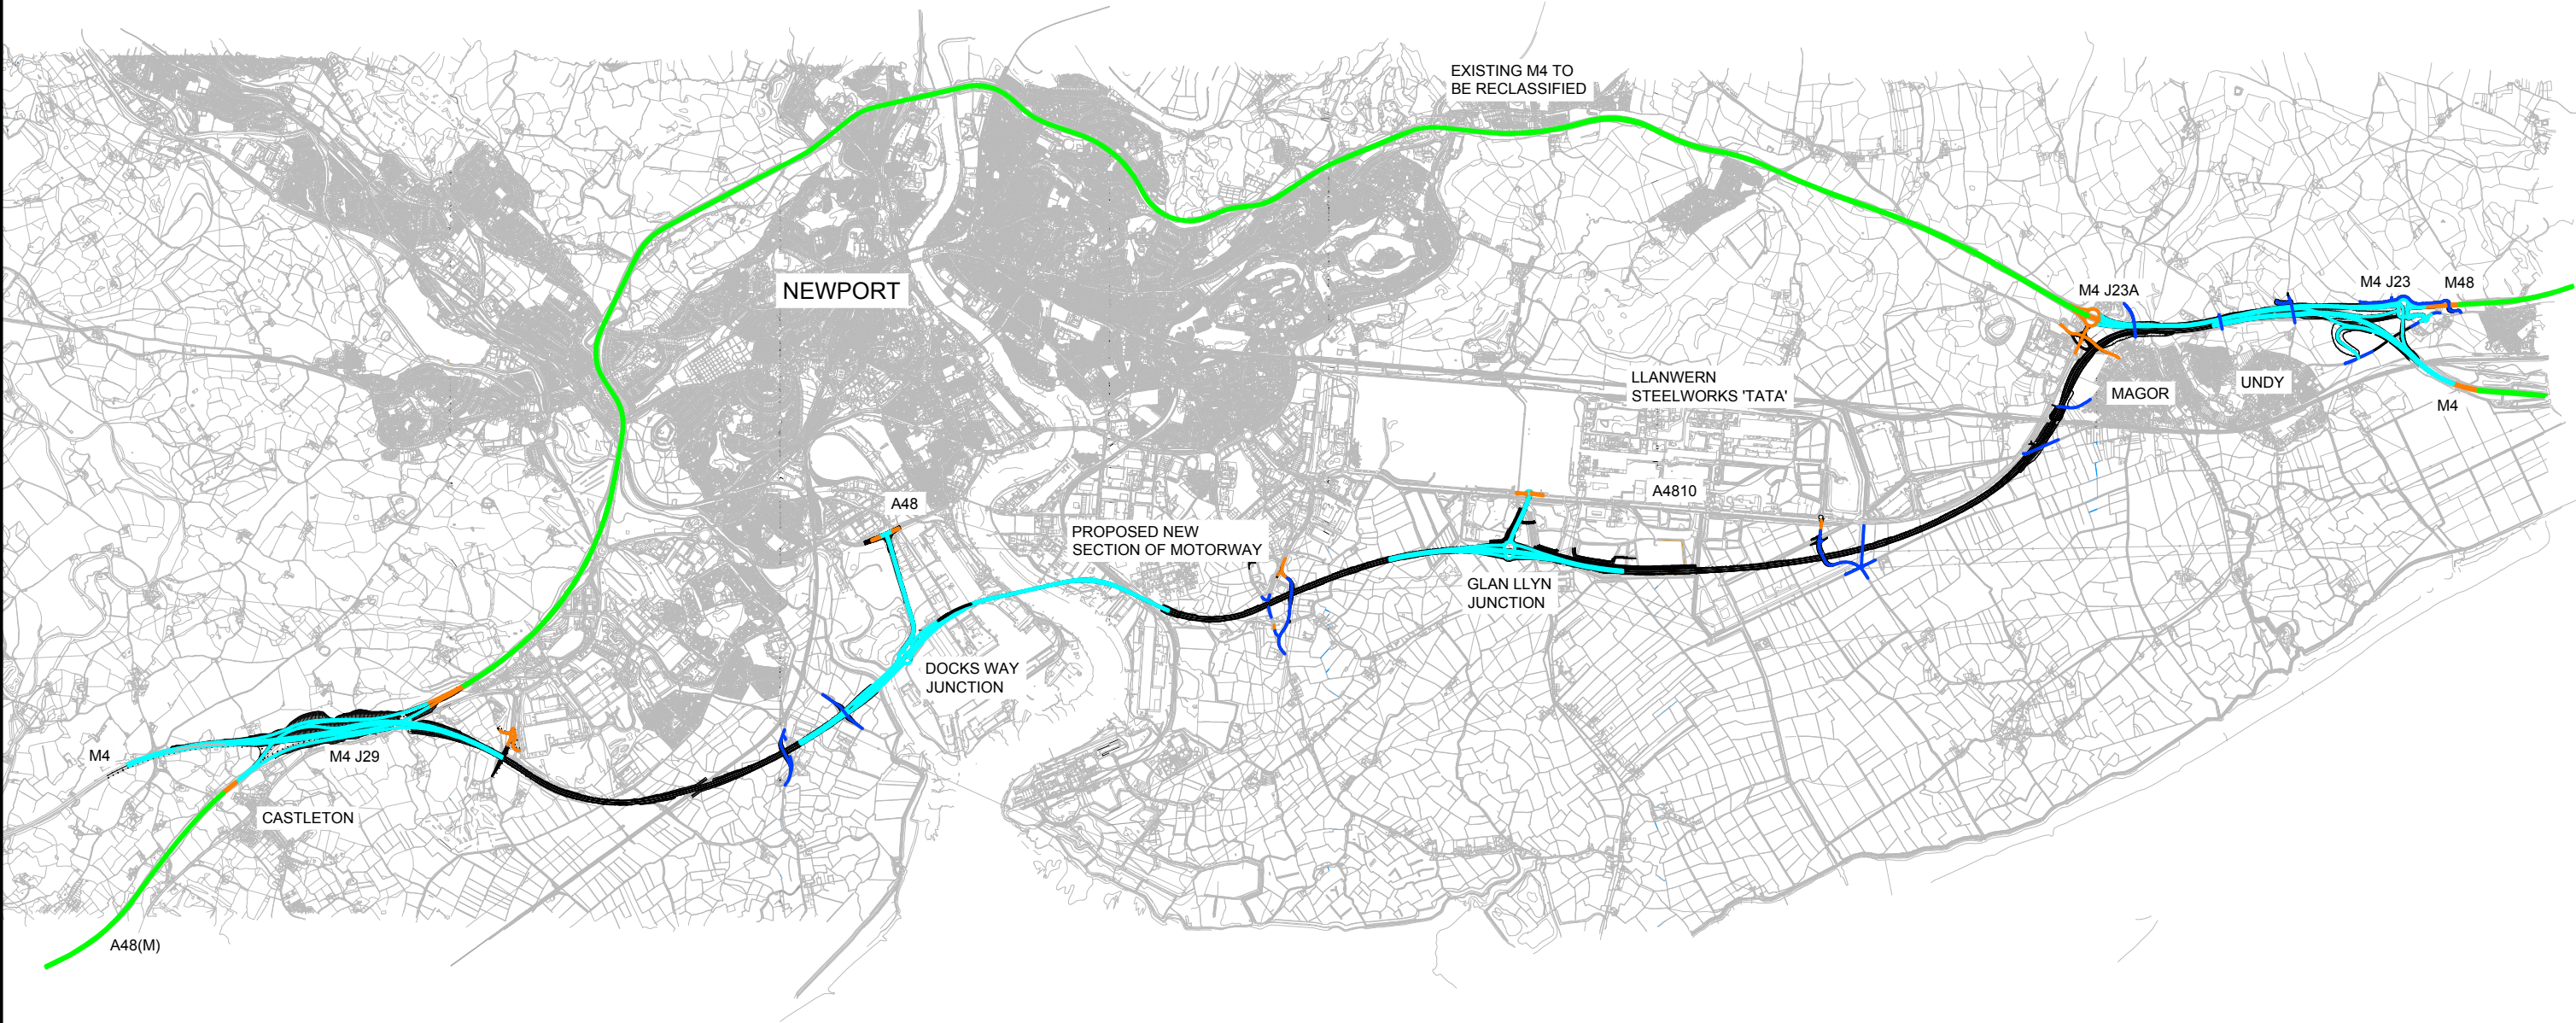 EXISTING M4 TO
BE RECLASSIFIED
NEWPORT
M4 J23A
M4 J23
M48
LLANWERN
STEELWORKS 'TATA'
MAGOR
UNDY
M4
A48
A4810
PROPOSED NEW
SECTION OF MOTORWAY
GLAN LLYN
JUNCTION
DOCKS WAY
JUNCTION
M4
M4 J29
CASTLETON
A48(M)